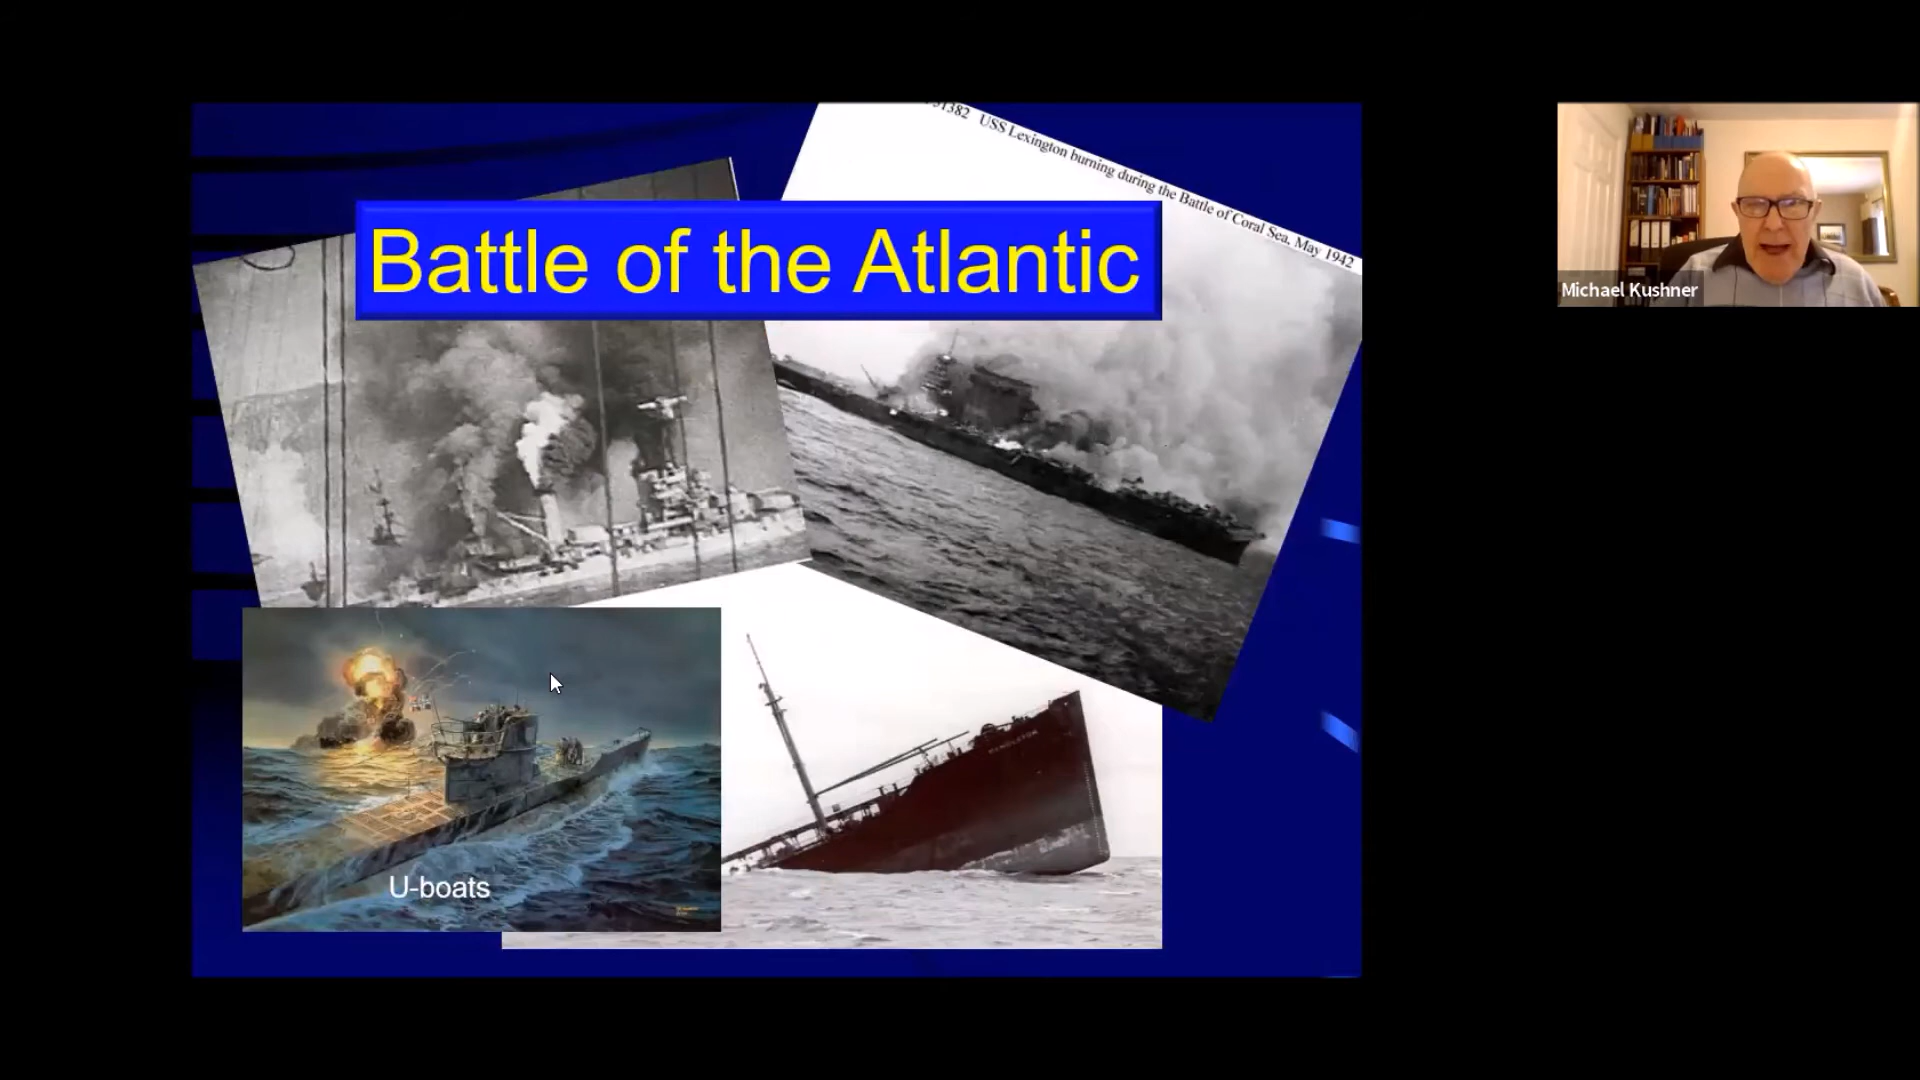 31382 USS Lexington burning during the Battle of Coral Sea, May 1942
Battle of the Atlantic
Michael Kushner
PENDLETON
U-boats